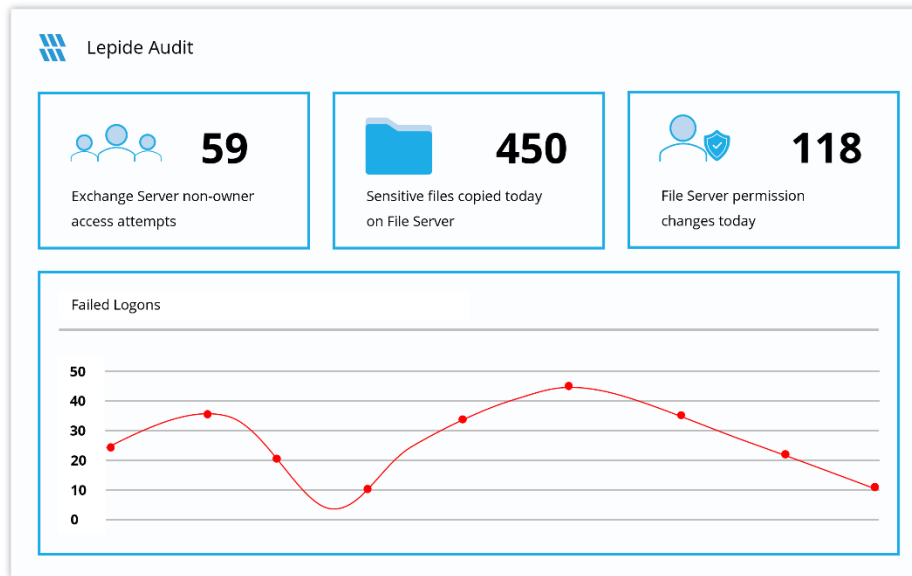 Lepide Audit
59
Exchange Server non-owner
access attempts
450
Sensitive files copied today
on File Server
118
File Server permission
changes today
Failed Logons
50
40
30
20
10
0